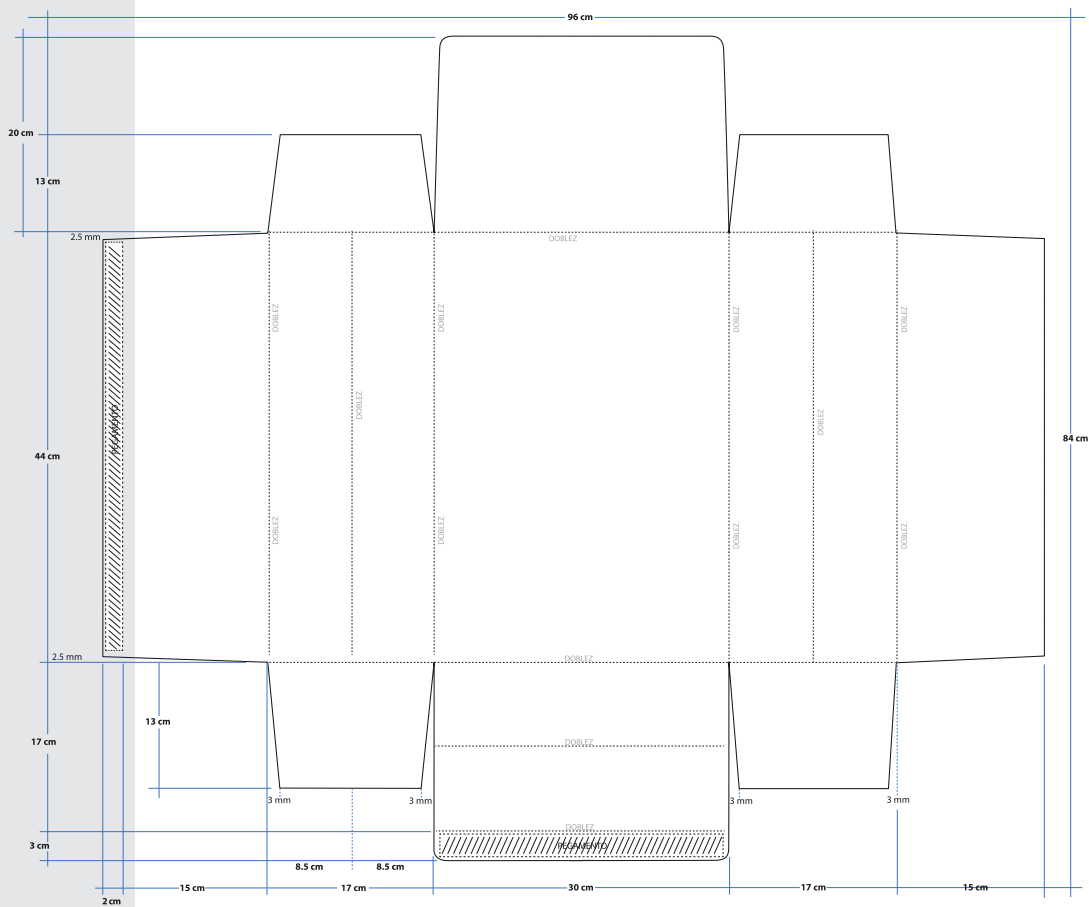 96 cm
20 cm
13 cm
2.5 mm
DOBLEZ
DOBLEZ
DOBLEZ
DOBLEZ
DOBLEZ
DOBLEZ
DOBLEZ
PEGAMENTO
44 cm
84 cm
DOBLEZ
DOBLEZ
DOBLEZ
DOBLEZ
2.5 mm
DOBLEZ
13 cm
17 cm
DOBLEZ
3 mm
3 mm
3 mm
3 mm
DOBLEZ
3 cm
PEGAMENTO
8.5 cm
8.5 cm
15 cm
17 cm
30 cm
17 cm
15 cm
2 cm